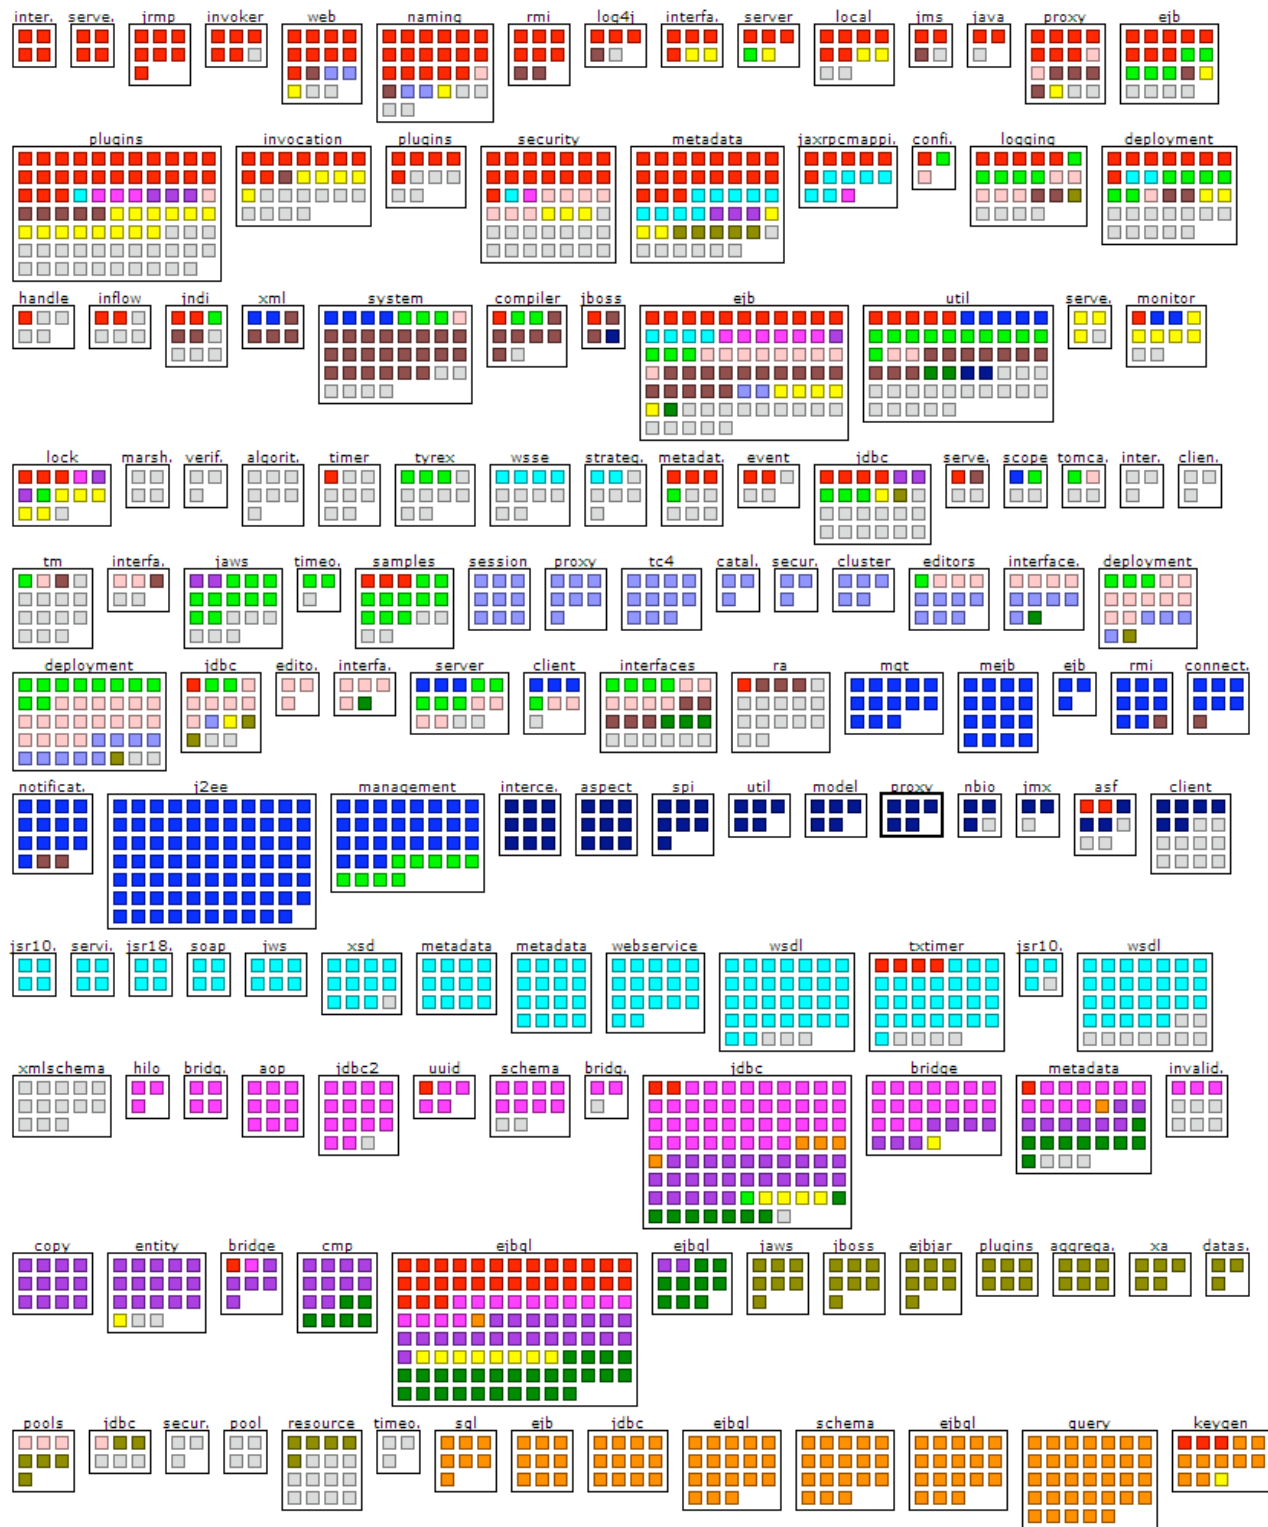 inter. serve. jrmp invoker web naming rmi log4j interfa. server local jms java proxy ejb
plugins invocation plugins security metadata jaxrpcmappi. confi. logging deployment
handle inflow jndi xml system compiler jboss ejb util serve. monitor
lock marsh. verif. algorit. timer tyrex wsse strateg. metadat. event jdbc serve. scope tomca. inter. clien.
tm interfa. jaws timeo. samples session proxy tc4 catal. secur. cluster editors interface. deployment
deployment jdbc edito. interfa. server client interfaces ra mgt mejb ejb rmi connect.
notificat. j2ee management interce. aspect spi util model proxy nbio jmx asf client
jsr10. servi. jsr18. soap jws xsd metadata metadata webservice wsdl txtimer jsr10. wsdl
xmlschema hilo bridg. aop jdbc2 uuid schema bridg. jdbc bridge metadata invalid.
copy entity bridge cmp ejbql ejbql jaws jboss ejbjar plugins aggrega. xa datas.
pools jdbc secur. pool resource timeo. sql ejb jdbc ejbql schema ejbql query keygen